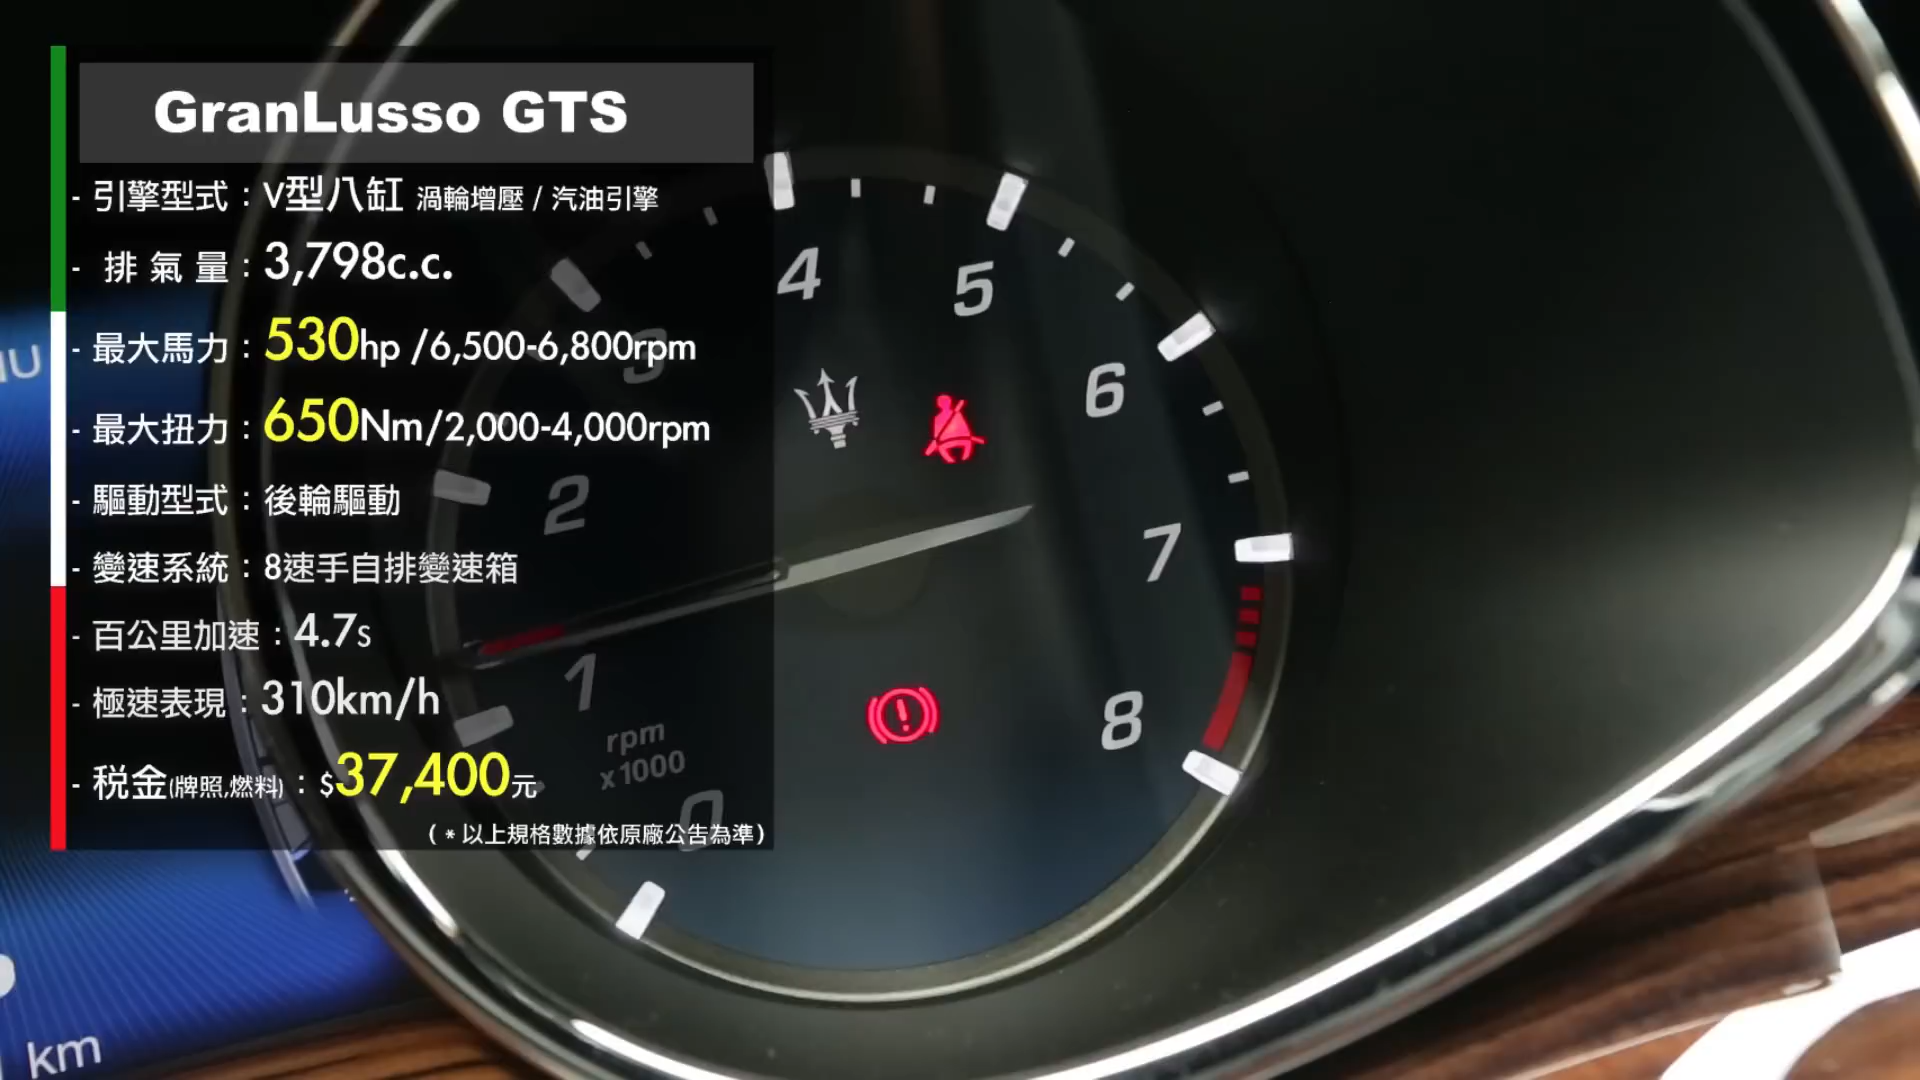 GranLusso GTS
- 引擎型式：V型八缸 渦輪增壓 / 汽油引擎
- 排氣量：3,798c.c.
- 最大馬力：530hp /6,500-6,800rpm
- 最大扭力：650Nm/2,000-4,000rpm
- 驅動型式：後輪驅動
- 變速系統：8速手自排變速箱
- 百公里加速：4.7s
- 極速表現：310km/h
- 税金(牌照,燃料)：$37,400元
( * 以上規格數據依原廠公告為準)
0
1
2
3
4
5
6
7
8
rpm
x1000
km